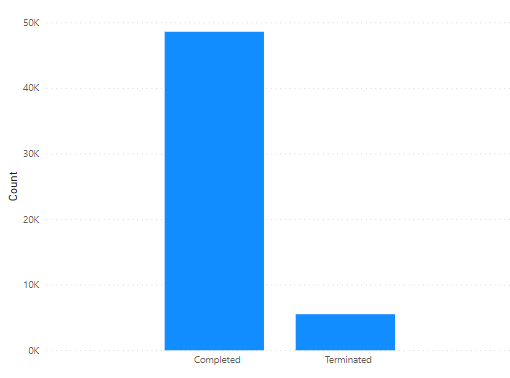 50K
40K
30K
20K
10K
0K
Count
Completed
Terminated